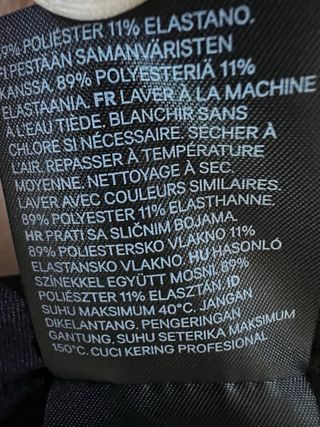 89% POLIÉSTER 11% ELASTANO.
FI PESTÄÄN SAMANVÄRISTEN
KANSSA. 89% POLYESTERIÄ 11%
ELASTAANIA. FR LAVER À LA MACHINE
À L'EAU TIÈDE. BLANCHIR SANS
CHLORE SI NÉCESSAIRE. SÉCHER À
L'AIR. REPASSER À TEMPÉRATURE
MOYENNE. NETTOYAGE À SEC.
LAVER AVEC COULEURS SIMILAIRES.
89% POLYESTER 11% ELASTHANNE.
HR PRATI SA SLIČNIM BOJAMA.
89% POLIESTERSKO VLAKNO 11%
ELASTANSKO VLAKNO. HU HASONLÓ
SZÍNEKKEL EGYÜTT MOSNI. 89%
POLIÉSZTER 11% ELASZTÁN. ID
SUHU MAKSIMUM 40°C. JANGAN
DIKELANTANG. PENGERINGAN
GANTUNG. SUHU SETERIKA MAKSIMUM
150°C. CUCI KERING PROFESIONAL